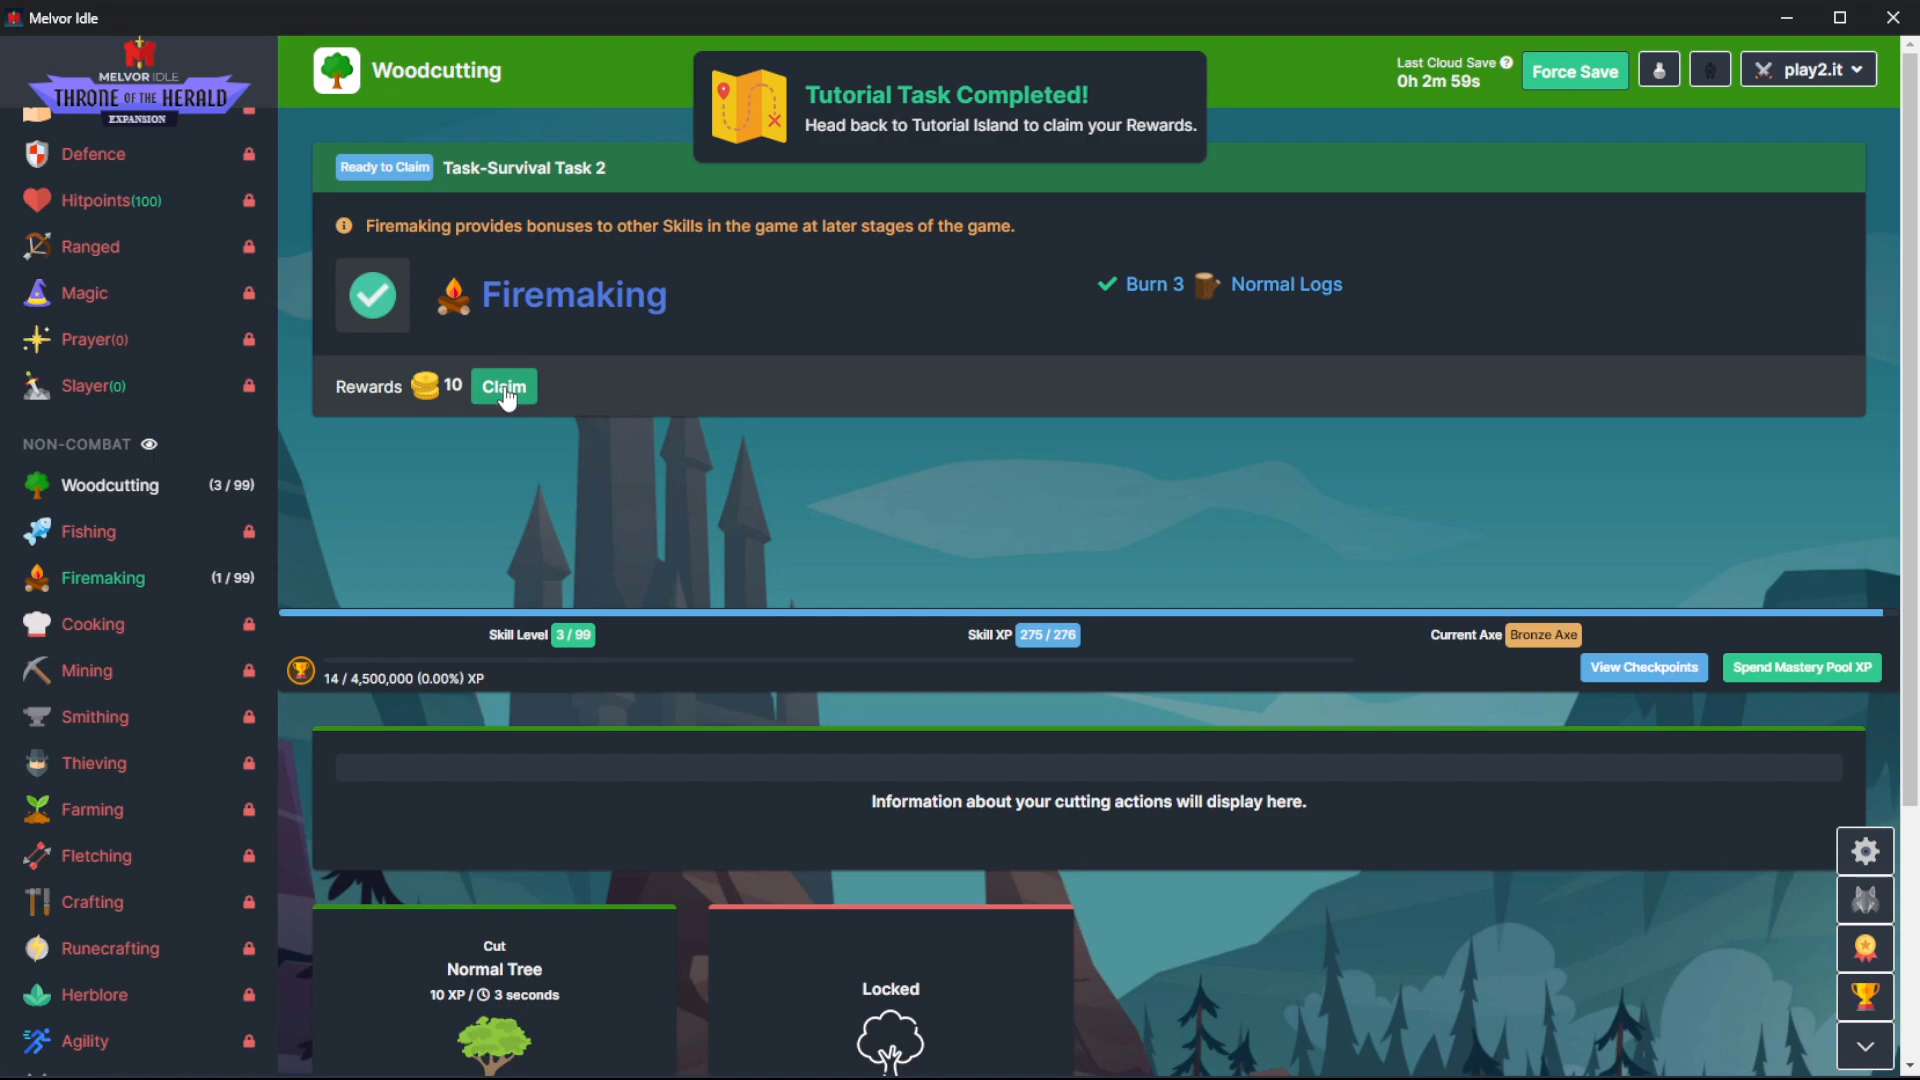 Melvor Idle
MELVOR IDLE
THRONE OF THE HERALD
EXPANSION
Woodcutting
Tutorial Task Completed!
Head back to Tutorial Island to claim your Rewards.
Last Cloud Save ?
0h 2m 59s
Force Save
play2.it
Defence
Hitpoints(100)
Ranged
Magic
Prayer(0)
Slayer(0)
NON-COMBAT
Woodcutting (3 / 99)
Fishing
Firemaking (1 / 99)
Cooking
Mining
Smithing
Thieving
Farming
Fletching
Crafting
Runecrafting
Herblore
Agility
Ready to Claim Task-Survival Task 2
Firemaking provides bonuses to other Skills in the game at later stages of the game.
Firemaking
Burn 3 Normal Logs
Rewards 10 Claim
Skill Level 3 / 99
Skill XP 275 / 276
Current Axe Bronze Axe
14 / 4,500,000 (0.00%) XP
View Checkpoints
Spend Mastery Pool XP
Information about your cutting actions will display here.
Cut
Normal Tree
10 XP / 3 seconds
Locked